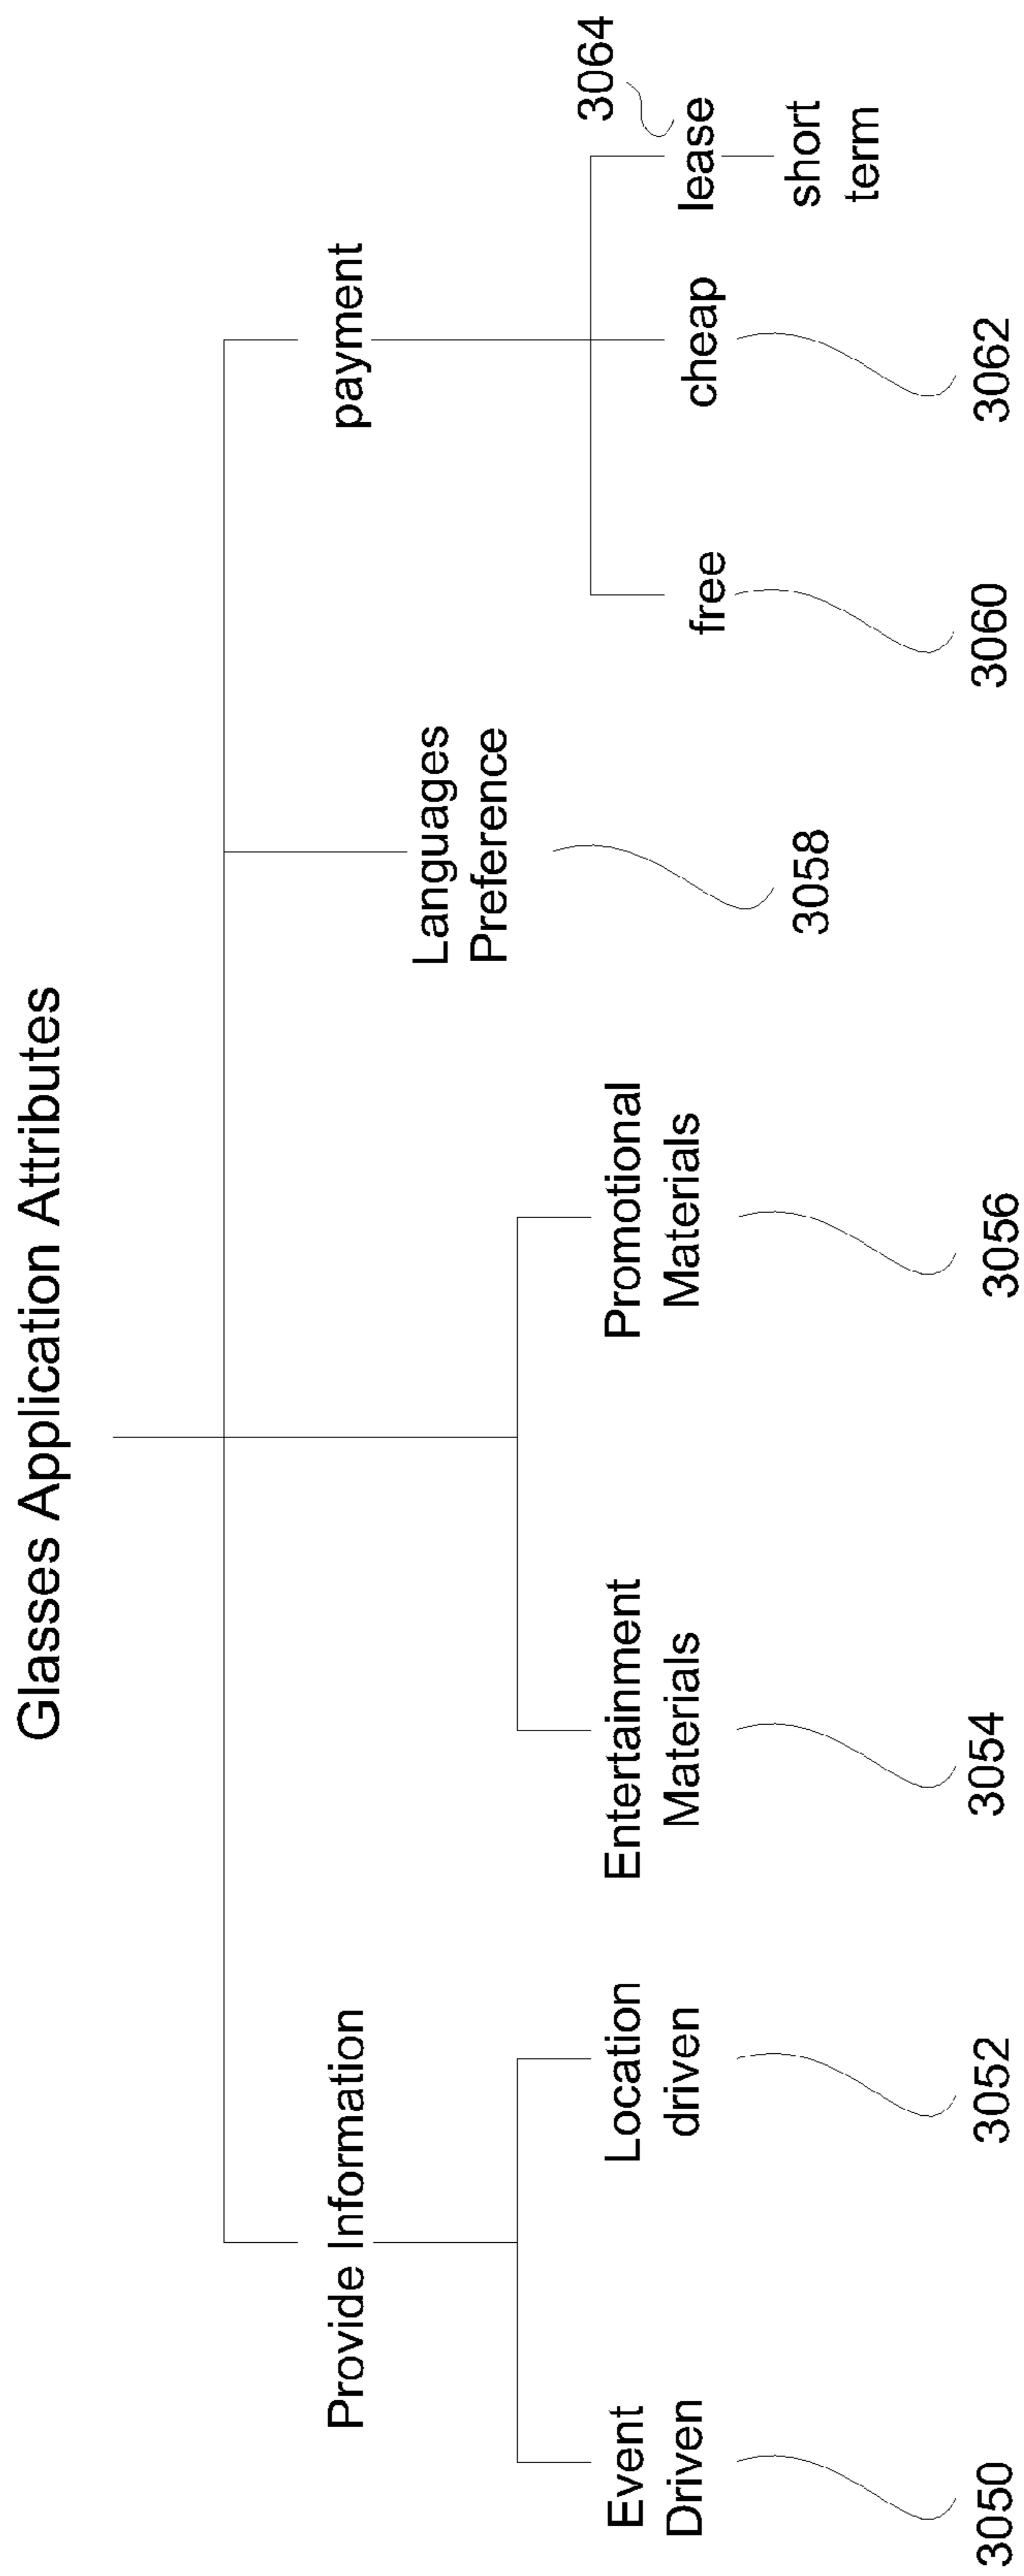 Glasses Application Attributes
Provide Information
payment
Languages
Preference
Event
Driven
Location
driven
Entertainment
Materials
Promotional
Materials
free
cheap
lease
3064
short
term
3050
3052
3054
3056
3058
3060
3062